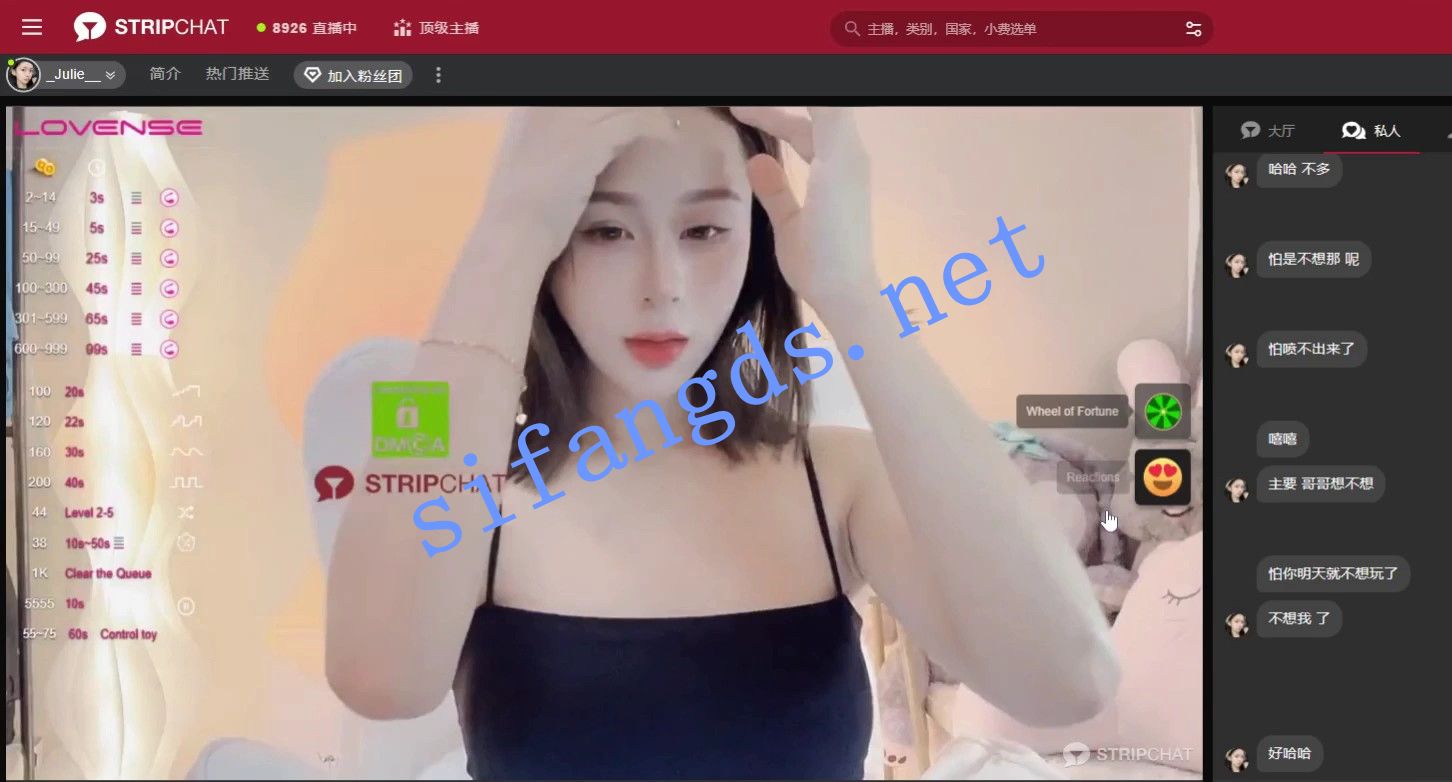 STRIPCHAT
8926 直播中
顶级主播
主播，类别，国家，小费选单
_Julie__
简介
热门推送
加入粉丝团
LOVENSE
2~14 3s
15~49 5s
50~99 25s
100~300 45s
301~599 65s
600~999 99s
100 20s
120 22s
160 30s
200 40s
44 Level 2-5
38 10s~50s
1K Clear the Queue
5555 10s
55~75 60s Control toy
DMCA
STRIPCHAT
sifangds.net
Wheel of Fortune
Reactions
STRIPCHAT
大厅
私人
哈哈 不多
怕是不想那 呢
怕喷不出来了
嘻嘻
主要 哥哥想不想
怕你明天就不想玩了
不想我 了
好哈哈